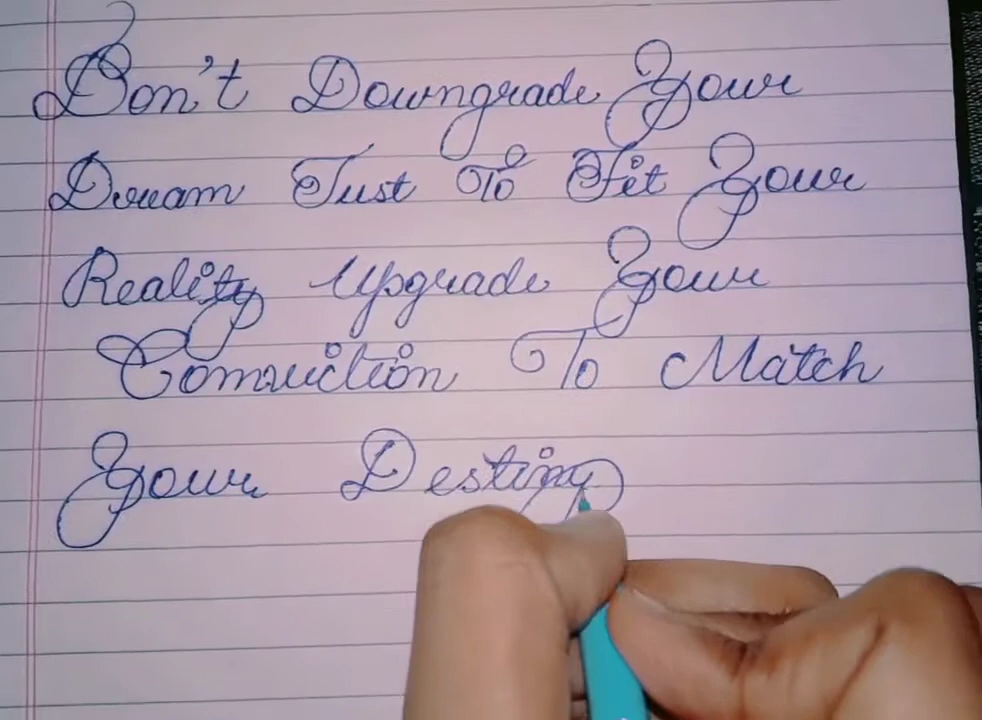 Don't Downgrade Your
Dream Just To Fit Your
Reality Upgrade Your
Conviction To Match
Your Destiny